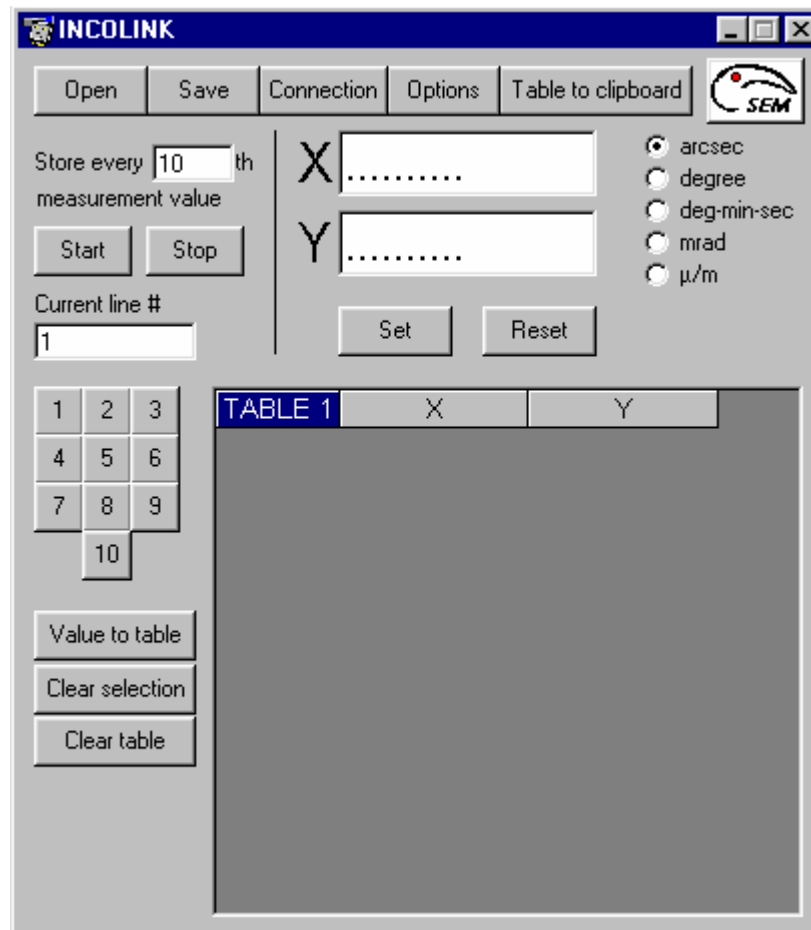 INCOLINK
Open Save Connection Options Table to clipboard
SEM
Store every 10 th
measurement value
Start Stop
Current line #
1
X ..........
Y ..........
Set Reset
arcsec
degree
deg-min-sec
mrad
µ/m
1 2 3
4 5 6
7 8 9
10
Value to table
Clear selection
Clear table
TABLE 1 X Y